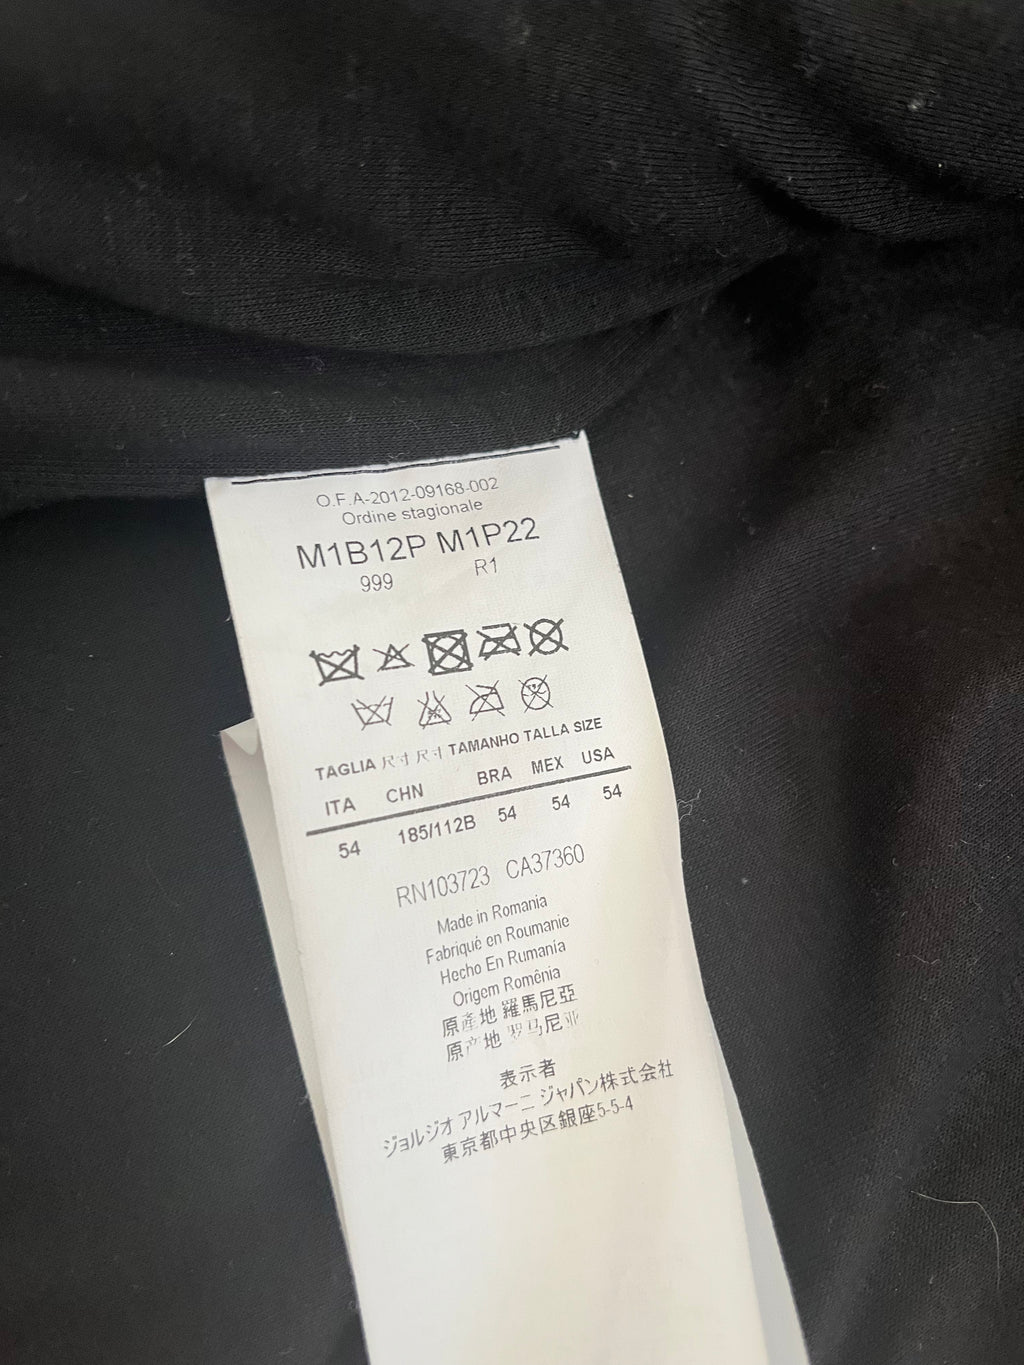 O.F.A-2012-09168-002
Ordine stagionale
M1B12P M1P22
999 R1
TAGLIA 尺寸 尺寸 TAMANHO TALLA SIZE
ITA CHN BRA MEX USA
54 185/112B 54 54 54
RN103723 CA37360
Made in Romania
Fabriqué en Roumanie
Hecho En Rumania
Origem Romênia
原產地 羅馬尼亞
原产地 罗马尼亚
表示者
ジョルジオ アルマーニ ジャパン株式会社
東京都中央区銀座5-5-4